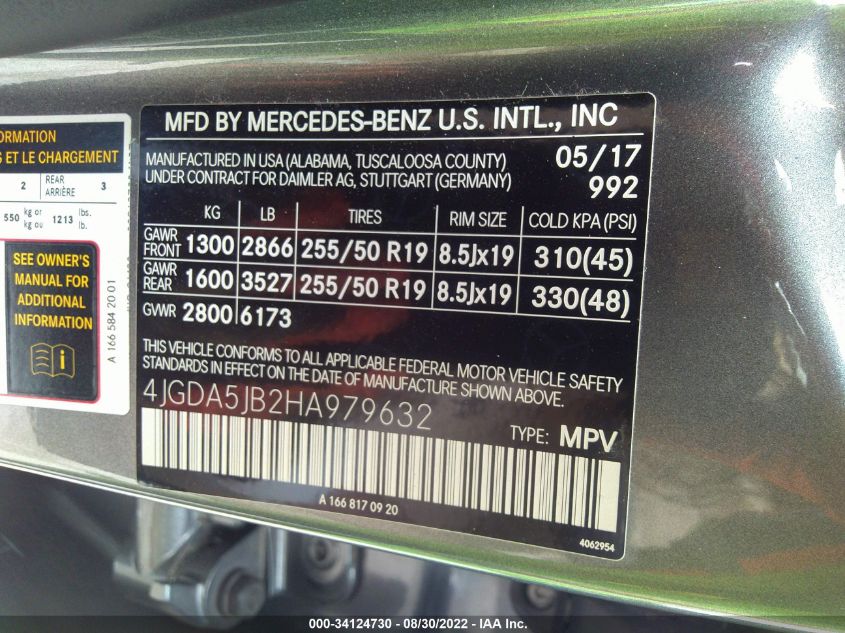 ORMATION
S ET LE CHARGEMENT
2 REAR ARRIÈRE 3
550 kg or kg ou 1213 lbs. lb.
SEE OWNER'S
MANUAL FOR
ADDITIONAL
INFORMATION
A 166 584 20 01
MFD BY MERCEDES-BENZ U.S. INTL., INC
MANUFACTURED IN USA (ALABAMA, TUSCALOOSA COUNTY) 05/17
UNDER CONTRACT FOR DAIMLER AG, STUTTGART (GERMANY) 992
KG LB TIRES RIM SIZE COLD KPA (PSI)
GAWR FRONT 1300 2866 255/50 R19 8.5Jx19 310(45)
GAWR REAR 1600 3527 255/50 R19 8.5Jx19 330(48)
GVWR 2800 6173
THIS VEHICLE CONFORMS TO ALL APPLICABLE FEDERAL MOTOR VEHICLE SAFETY
STANDARDS IN EFFECT ON THE DATE OF MANUFACTURE SHOWN ABOVE.
4JGDA5JB2HA979632
TYPE: MPV
A 166 817 09 20
4062954
000-34124730 - 08/30/2022 - IAA Inc.